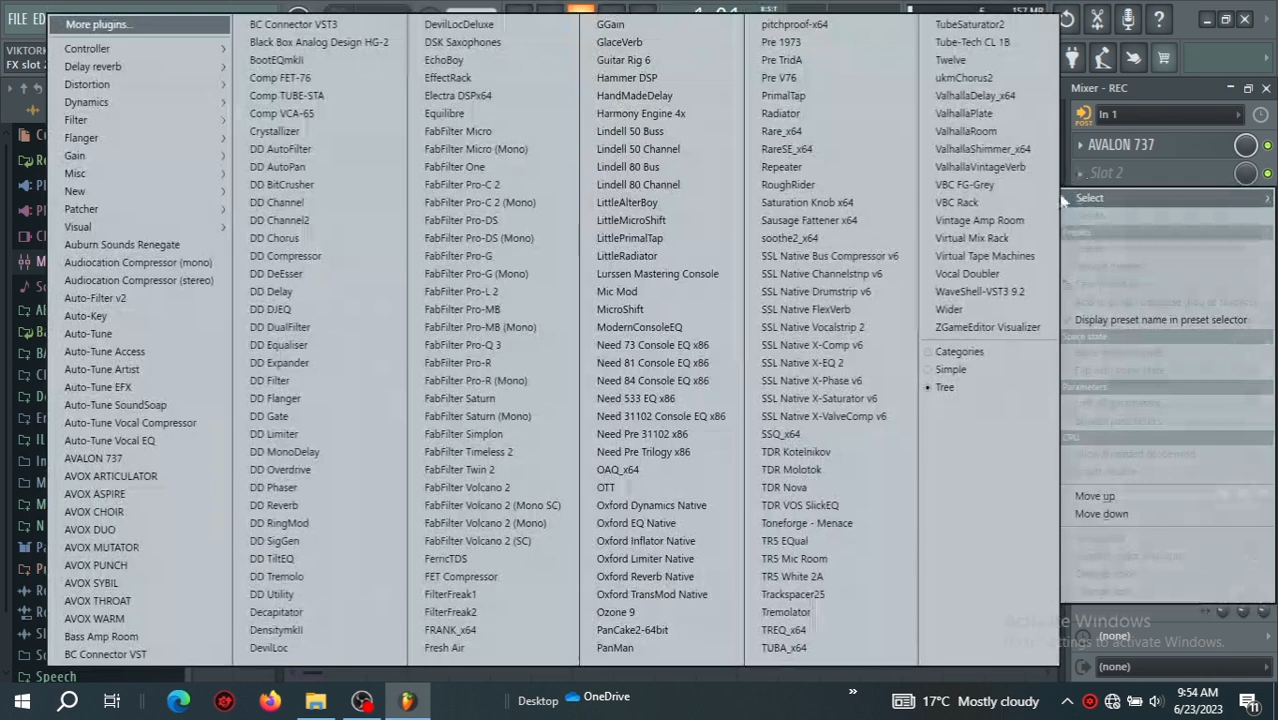 FILE ED
VIKTORK
FX slot 2
More plugins...
Controller
Delay reverb
Distortion
Dynamics
Filter
Flanger
Gain
Misc
New
Patcher
Visual
Auburn Sounds Renegate
Audiocation Compressor (mono)
Audiocation Compressor (stereo)
Auto-Filter v2
Auto-Key
Auto-Tune
Auto-Tune Access
Auto-Tune Artist
Auto-Tune EFX
Auto-Tune SoundSoap
Auto-Tune Vocal Compressor
Auto-Tune Vocal EQ
AVALON 737
AVOX ARTICULATOR
AVOX ASPIRE
AVOX CHOIR
AVOX DUO
AVOX MUTATOR
AVOX PUNCH
AVOX SYBIL
AVOX THROAT
AVOX WARM
Bass Amp Room
BC Connector VST
BC Connector VST3
Black Box Analog Design HG-2
BootEQmkII
Comp FET-76
Comp TUBE-STA
Comp VCA-65
Crystallizer
DD AutoFilter
DD AutoPan
DD BitCrusher
DD Channel
DD Channel2
DD Chorus
DD Compressor
DD DeEsser
DD Delay
DD DJEQ
DD DualFilter
DD Equaliser
DD Expander
DD Filter
DD Flanger
DD Gate
DD Limiter
DD MonoDelay
DD Overdrive
DD Phaser
DD Reverb
DD RingMod
DD SigGen
DD TiltEQ
DD Tremolo
DD Utility
Decapitator
DensitymkII
DevilLoc
DevilLocDeluxe
DSK Saxophones
EchoBoy
EffectRack
Electra DSPx64
Equilibre
FabFilter Micro
FabFilter Micro (Mono)
FabFilter One
FabFilter Pro-C 2
FabFilter Pro-C 2 (Mono)
FabFilter Pro-DS
FabFilter Pro-DS (Mono)
FabFilter Pro-G
FabFilter Pro-G (Mono)
FabFilter Pro-L 2
FabFilter Pro-MB
FabFilter Pro-MB (Mono)
FabFilter Pro-Q 3
FabFilter Pro-R
FabFilter Pro-R (Mono)
FabFilter Saturn
FabFilter Saturn (Mono)
FabFilter Simplon
FabFilter Timeless 2
FabFilter Twin 2
FabFilter Volcano 2
FabFilter Volcano 2 (Mono SC)
FabFilter Volcano 2 (Mono)
FabFilter Volcano 2 (SC)
FerricTDS
FET Compressor
FilterFreak1
FilterFreak2
FRANK_x64
Fresh Air
GGain
GlaceVerb
Guitar Rig 6
Hammer DSP
HandMadeDelay
Harmony Engine 4x
Lindell 50 Buss
Lindell 50 Channel
Lindell 80 Bus
Lindell 80 Channel
LittleAlterBoy
LittleMicroShift
LittlePrimalTap
LittleRadiator
Lurssen Mastering Console
Mic Mod
MicroShift
ModernConsoleEQ
Need 73 Console EQ x86
Need 81 Console EQ x86
Need 84 Console EQ x86
Need 533 EQ x86
Need 31102 Console EQ x86
Need Pre 31102 x86
Need Pre Trilogy x86
OAQ_x64
OTT
Oxford Dynamics Native
Oxford EQ Native
Oxford Inflator Native
Oxford Limiter Native
Oxford Reverb Native
Oxford TransMod Native
Ozone 9
PanCake2-64bit
PanMan
pitchproof-x64
Pre 1973
Pre TridA
Pre V76
PrimalTap
Radiator
Rare_x64
RareSE_x64
Repeater
RoughRider
Saturation Knob x64
Sausage Fattener x64
soothe2_x64
SSL Native Bus Compressor v6
SSL Native Channelstrip v6
SSL Native Drumstrip v6
SSL Native FlexVerb
SSL Native Vocalstrip 2
SSL Native X-Comp v6
SSL Native X-EQ 2
SSL Native X-Phase v6
SSL Native X-Saturator v6
SSL Native X-ValveComp v6
SSQ_x64
TDR Kotelnikov
TDR Molotok
TDR Nova
TDR VOS SlickEQ
Toneforge - Menace
TR5 EQual
TR5 Mic Room
TR5 White 2A
Trackspacer25
Tremolator
TREQ_x64
TUBA_x64
TubeSaturator2
Tube-Tech CL 1B
Twelve
ukmChorus2
ValhallaDelay_x64
ValhallaPlate
ValhallaRoom
ValhallaShimmer_x64
ValhallaVintageVerb
VBC FG-Grey
VBC Rack
Vintage Amp Room
Virtual Mix Rack
Virtual Tape Machines
Vocal Doubler
WaveShell-VST3 9.2
Wider
ZGameEditor Visualizer
Categories
Simple
Tree
Mixer - REC
POST
In 1
AVALON 737
Slot 2
Select
Presets
Display preset name in preset selector
Space state
Parameters
CPU
Move up
Move down
Activate Windows
(none)
(none)
Speech
Desktop
OneDrive
17°C Mostly cloudy
9:54 AM
6/23/2023
11